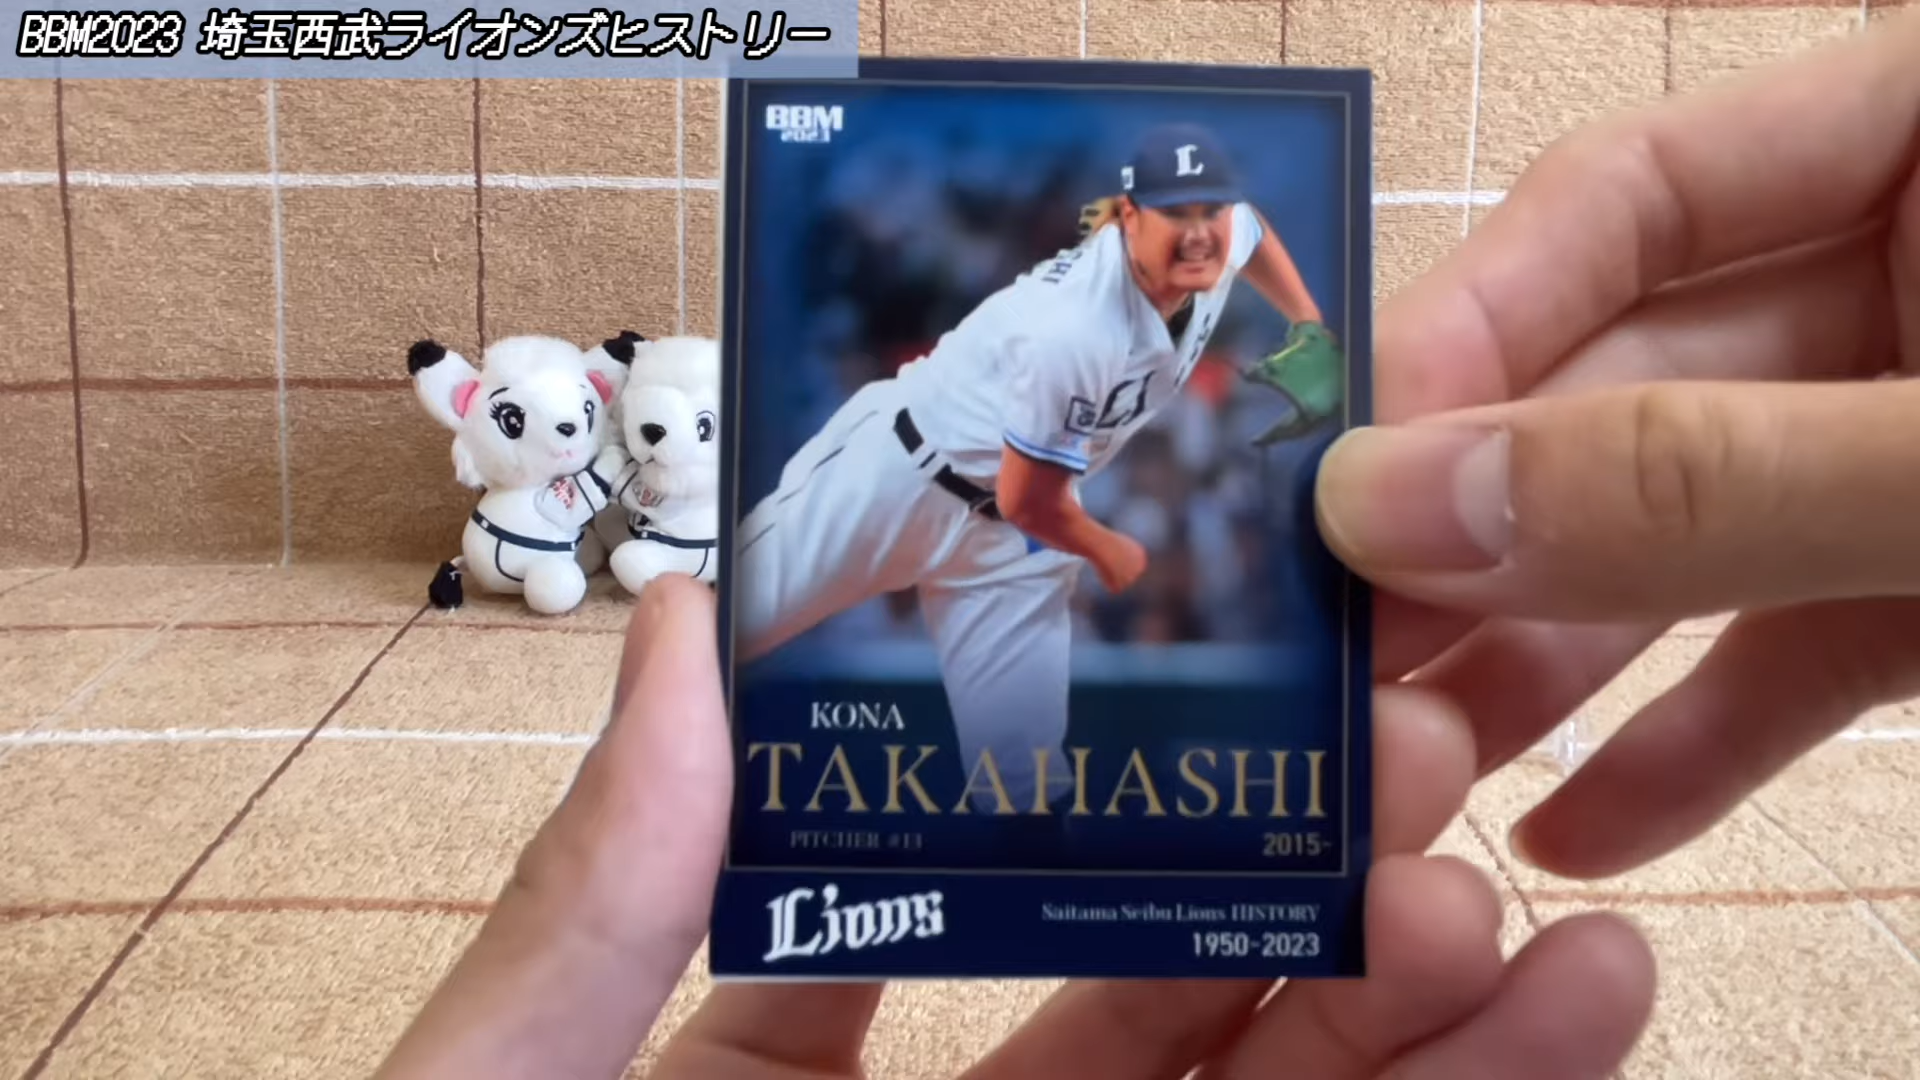 BBM2023 埼玉西武ライオンズヒストリー
BBM
2023
L
KONA
TAKAHASHI
PITCHER #13
2015-
Lions
Saitama Seibu Lions HISTORY
1950-2023